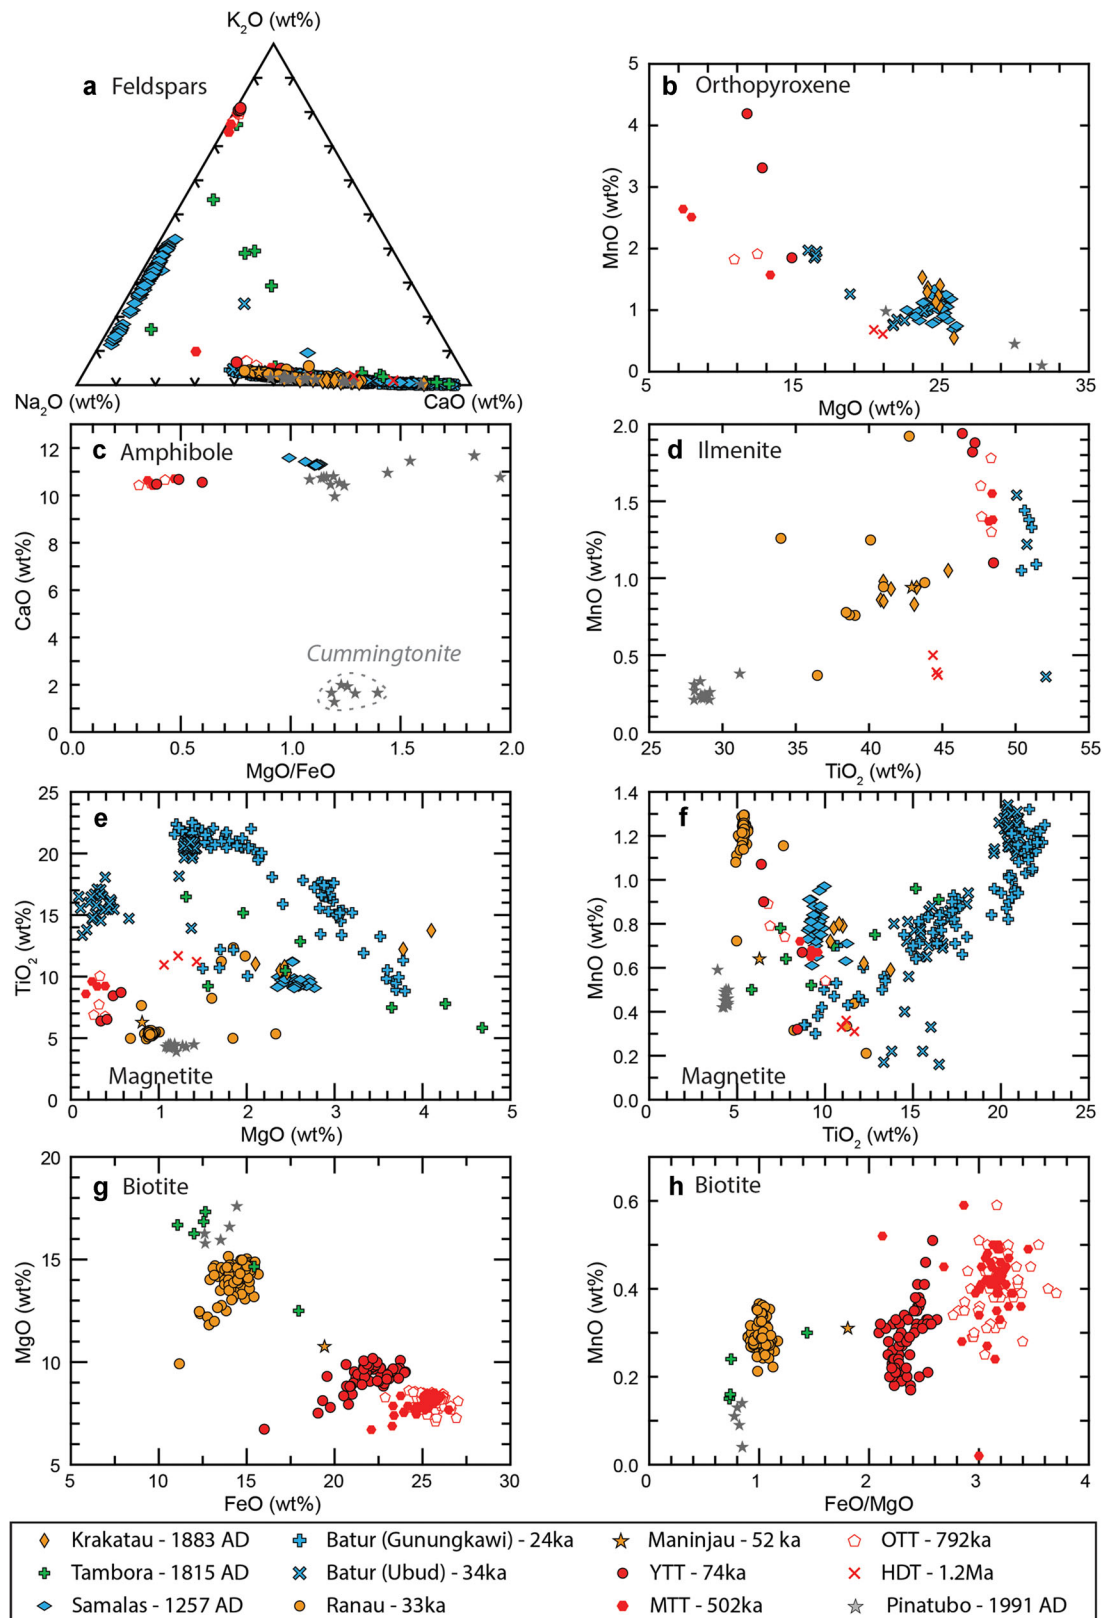 K2O (wt%)
a Feldspars
Na2O (wt%)
CaO (wt%)
b Orthopyroxene
MnO (wt%)
5
4
3
2
1
0
5 15 25 35
MgO (wt%)
c Amphibole
CaO (wt%)
12
10
8
6
4
2
0
Cummingtonite
0.0 0.5 1.0 1.5 2.0
MgO/FeO
d Ilmenite
MnO (wt%)
2.0
1.5
1.0
0.5
0.0
25 35 45 50 55
TiO2 (wt%)
e
TiO2 (wt%)
25
20
15
10
5
0
Magnetite
0 1 2 3 4 5
MgO (wt%)
f
MnO (wt%)
1.4
1.2
1.0
0.8
0.6
0.4
0.2
0.0
Magnetite
0 5 10 15 20 25
TiO2 (wt%)
g Biotite
MgO (wt%)
20
15
10
5
5 10 15 20 25 30
FeO (wt%)
h Biotite
MnO (wt%)
0.6
0.4
0.2
0.0
0 1 2 3 4
FeO/MgO
Krakatau - 1883 AD
Tambora - 1815 AD
Samalas - 1257 AD
Batur (Gunungkawi) - 24ka
Batur (Ubud) - 34ka
Ranau - 33ka
Maninjau - 52 ka
YTT - 74ka
MTT - 502ka
OTT - 792ka
HDT - 1.2Ma
Pinatubo - 1991 AD